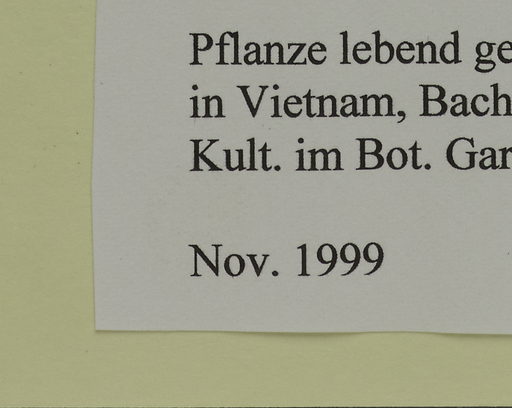 Pflanze lebend ge
in Vietnam, Bach
Kult. im Bot. Gar
Nov. 1999